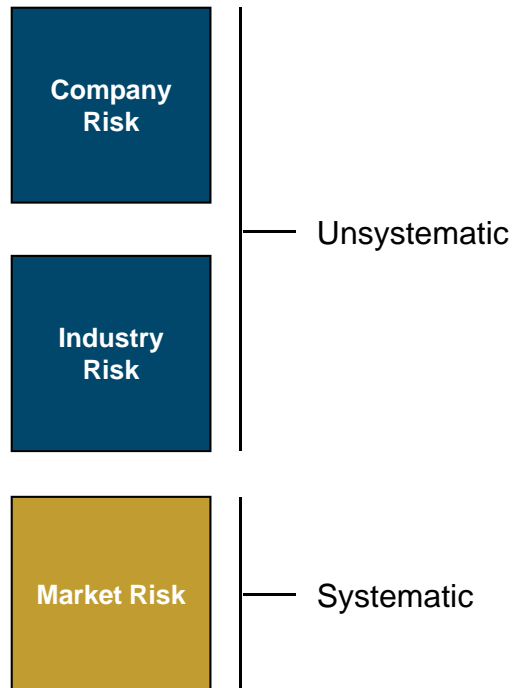 Company
Risk
Unsystematic
Industry
Risk
Market Risk
Systematic